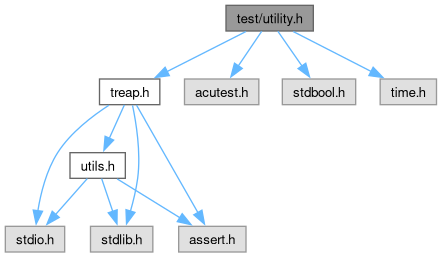 test/utility.h
treap.h
acutest.h
stdbool.h
time.h
utils.h
stdio.h
stdlib.h
assert.h